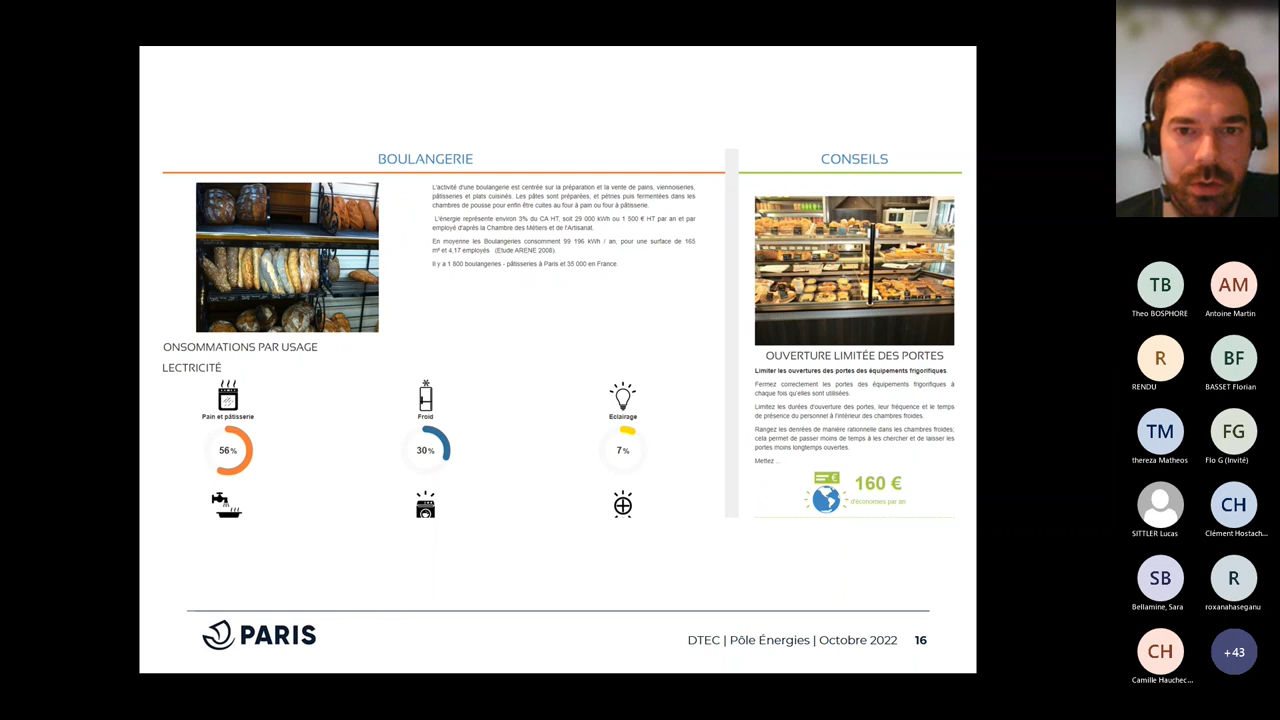 BOULANGERIE
L'activité d'une boulangerie est centrée sur la préparation et la vente de pains, viennoiseries,
pâtisseries et plats cuisinés. Les pâtes sont préparées, et pétries puis fermentées dans les
chambres de pousse pour enfin être cuites au four à pain ou four à pâtisserie.
L'énergie représente environ 3% du CA HT, soit 29 000 kWh ou 1 500 € HT par an et par
employé d'après la Chambre des Métiers et de l'Artisanat.
En moyenne les Boulangeries consomment 99 196 kWh / an, pour une surface de 165
m² et 4,17 employés (Etude ARENE 2008).
Il y a 1 800 boulangeries - pâtisseries à Paris et 35 000 en France.
ONSOMMATIONS PAR USAGE
LECTRICITÉ
Pain et pâtisserie
Froid
Eclairage
56%
30%
7%
CONSEILS
OUVERTURE LIMITÉE DES PORTES
Limiter les ouvertures des portes des équipements frigorifiques.
Fermez correctement les portes des équipements frigorifiques à
chaque fois qu'elles sont utilisées.
Limitez les durées d'ouverture des portes, leur fréquence et le temps
de présence du personnel à l'intérieur des chambres froides.
Rangez les denrées de manière rationnelle dans les chambres froides;
cela permet de passer moins de temps à les chercher et de laisser les
portes moins longtemps ouvertes.
Mettez ...
€
160 €
d'économies par an
PARIS
DTEC | Pôle Énergies | Octobre 2022 16
TB
AM
Theo BOSPHORE
Antoine Martin
R
BF
RENDU
BASSET Florian
TM
FG
thereza Matheos
Flo G (Invité)
CH
SITTLER Lucas
Clément Hostach...
SB
R
Bellamine, Sara
roxanahaseganu
CH
+43
Camille Hauchec...